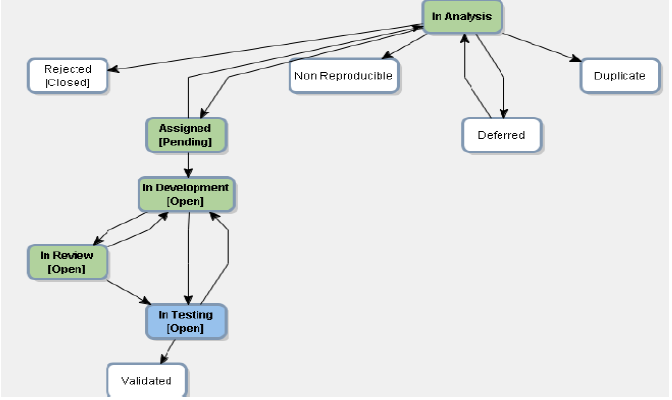 In Analysis
Rejected
[Closed]
Non Reproducible
Duplicate
Assigned
[Pending]
Deferred
In Development
[Open]
In Review
[Open]
In Testing
[Open]
Validated